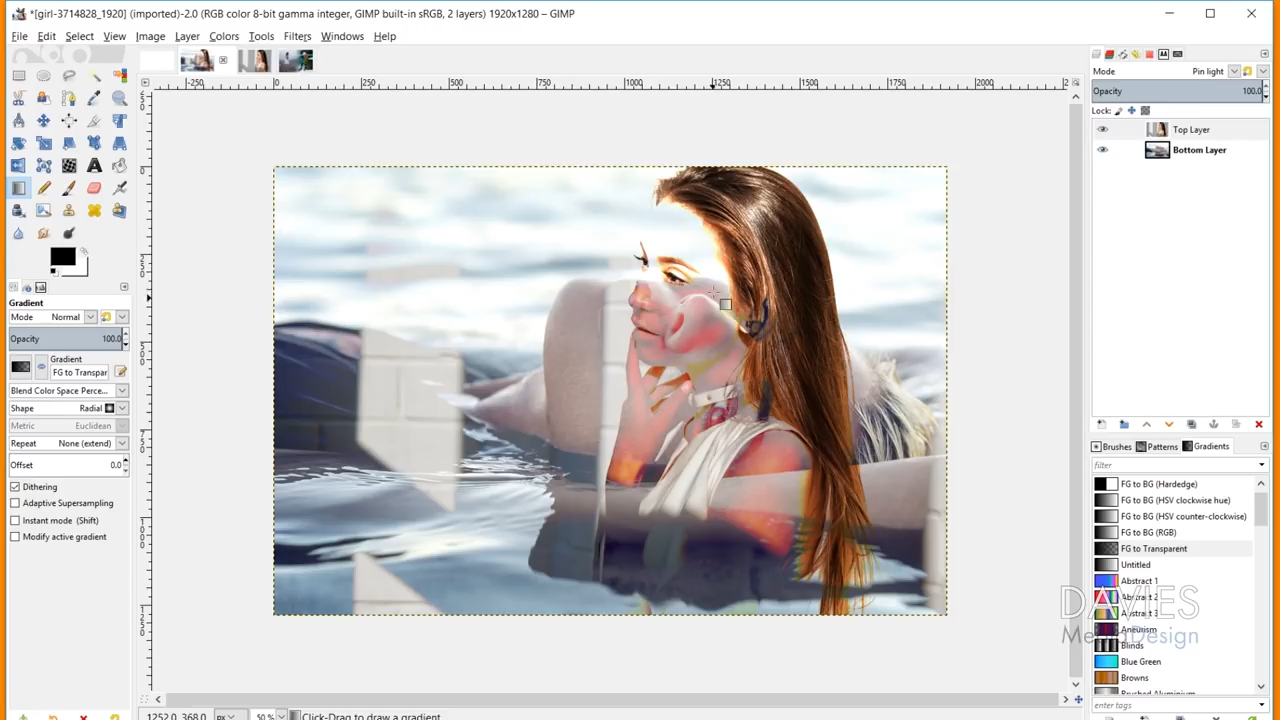 *[girl-3714828_1920] (imported)-2.0 (RGB color 8-bit gamma integer, GIMP built-in sRGB, 2 layers) 1920x1280 – GIMP
File Edit Select View Image Layer Colors Tools Filters Windows Help
-250 0 250 500 750 1000 1250 1500 1750 2000
Mode Pin light
Opacity 100.0
Lock:
Top Layer
Bottom Layer
Gradient
Mode Normal
Opacity 100.0
Gradient
FG to Transpar
Blend Color Space Perce...
Shape Radial
Metric Euclidean
Repeat None (extend)
Offset 0.0
Dithering
Adaptive Supersampling
Instant mode (Shift)
Modify active gradient
Brushes Patterns Gradients
filter
FG to BG (Hardedge)
FG to BG (HSV clockwise hue)
FG to BG (HSV counter-clockwise)
FG to BG (RGB)
FG to Transparent
Untitled
Abstract 1
Abstract 2
Abstract 3
Aneurism
Blinds
Blue Green
Browns
Brushed Aluminium
enter tags
DAVIES
Media Design
1252.0, 368.0 px 50 % Click-Drag to draw a gradient